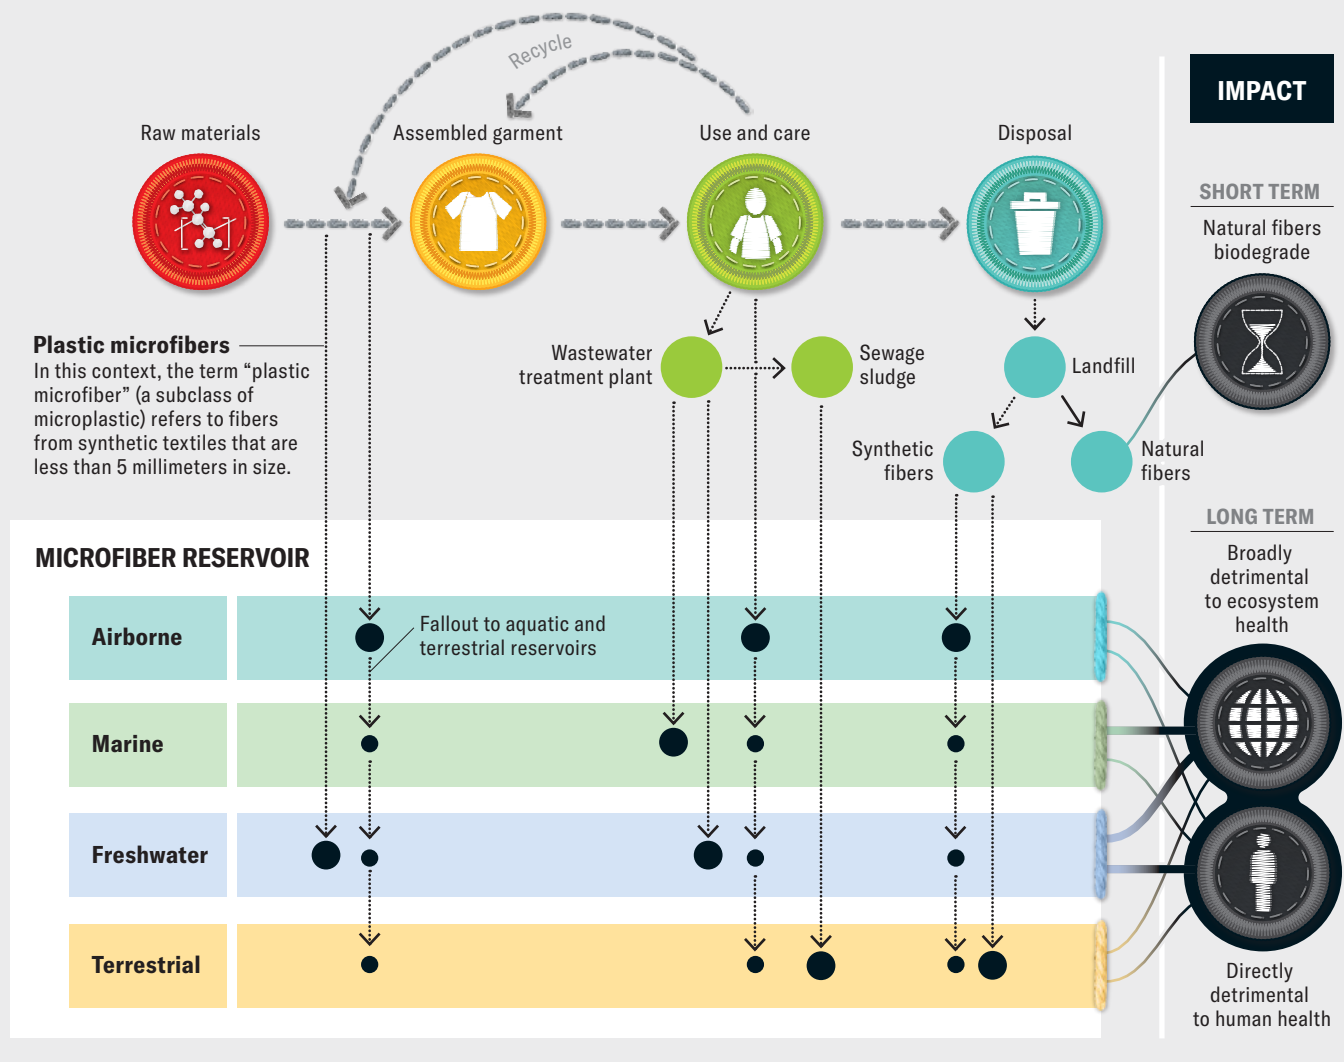 Recycle
IMPACT
Raw materials
Assembled garment
Use and care
Disposal
SHORT TERM
Natural fibers
biodegrade
Plastic microfibers
In this context, the term “plastic
microfiber” (a subclass of
microplastic) refers to fibers
from synthetic textiles that are
less than 5 millimeters in size.
Wastewater
treatment plant
Sewage
sludge
Landfill
Synthetic
fibers
Natural
fibers
LONG TERM
Broadly
detrimental
to ecosystem
health
MICROFIBER RESERVOIR
Airborne
Fallout to aquatic and
terrestrial reservoirs
Marine
Freshwater
Terrestrial
Directly
detrimental
to human health